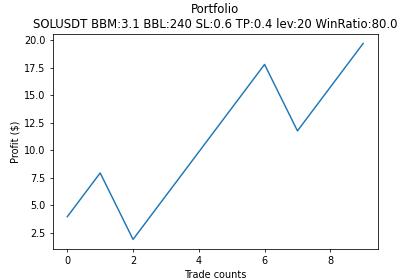 Portfolio
SOLUSDT BBM:3.1 BBL:240 SL:0.6 TP:0.4 lev:20 WinRatio:80.0
20.0
17.5
15.0
12.5
10.0
7.5
5.0
2.5
Profit ($)
0 2 4 6 8
Trade counts